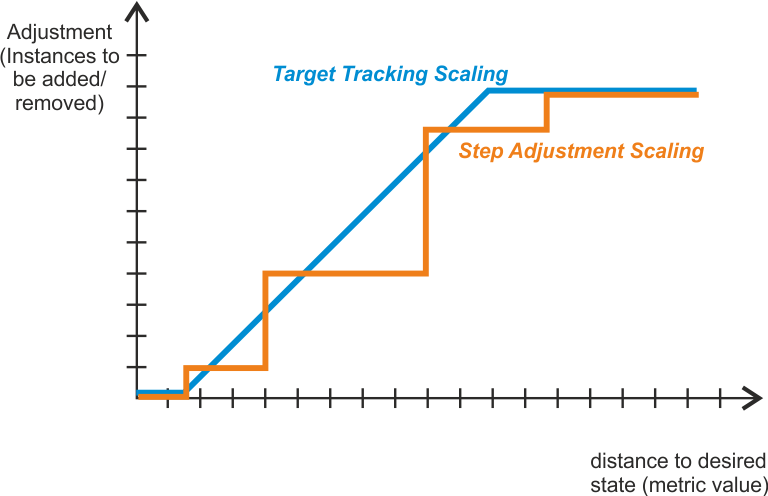 Adjustment
(Instances to
be added/
removed)
Target Tracking Scaling
Step Adjustment Scaling
distance to desired
state (metric value)